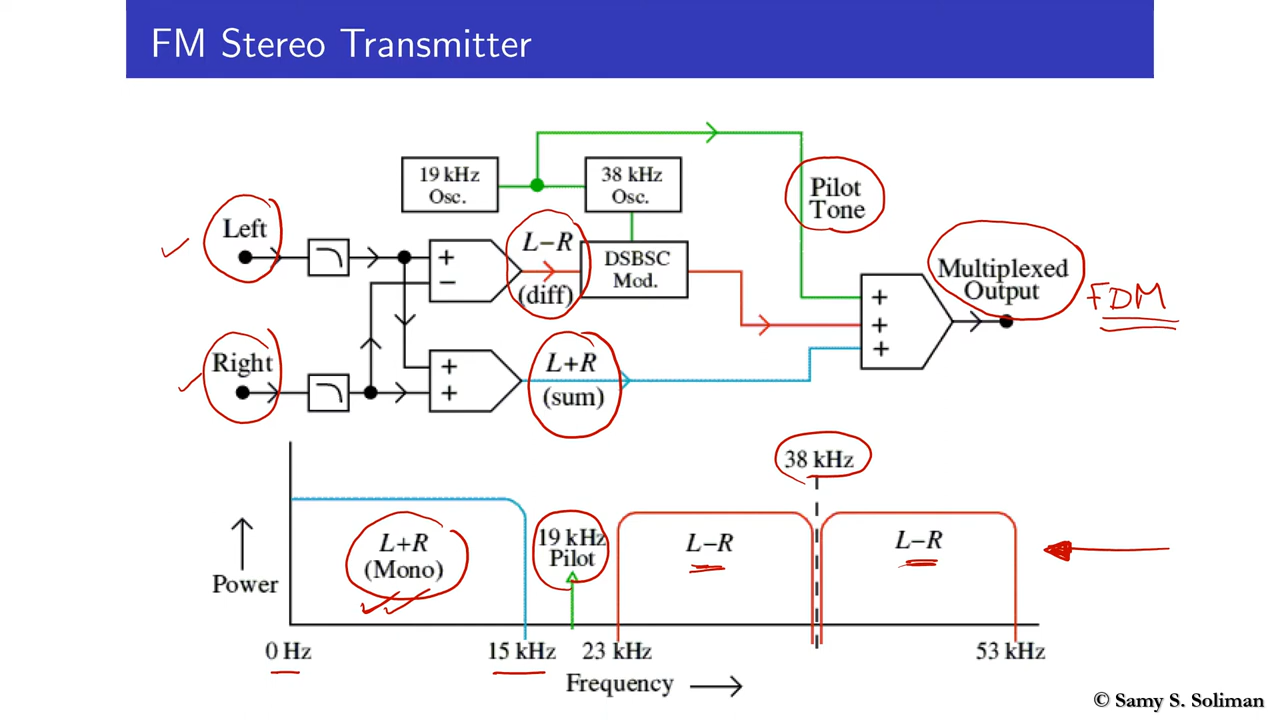 FM Stereo Transmitter
19 kHz
Osc.
38 kHz
Osc.
Pilot
Tone
Left
L−R
(diff)
DSBSC
Mod.
+
−
Multiplexed
Output
FDM
+
+
+
Right
L+R
(sum)
+
+
38 kHz
L+R
(Mono)
19 kHz
Pilot
L−R
L−R
Power
0 Hz
15 kHz
23 kHz
53 kHz
Frequency
© Samy S. Soliman